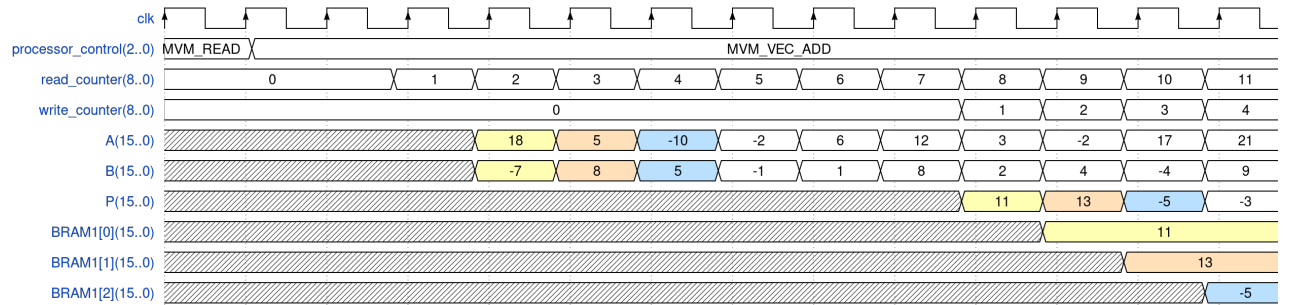 clk
processor_control(2..0) MVM_READ MVM_VEC_ADD
read_counter(8..0) 0 1 2 3 4 5 6 7 8 9 10 11
write_counter(8..0) 0 1 2 3 4
A(15..0) 18 5 -10 -2 6 12 3 -2 17 21
B(15..0) -7 8 5 -1 1 8 2 4 -4 9
P(15..0) 11 13 -5 -3
BRAM1[0](15..0) 11
BRAM1[1](15..0) 13
BRAM1[2](15..0) -5